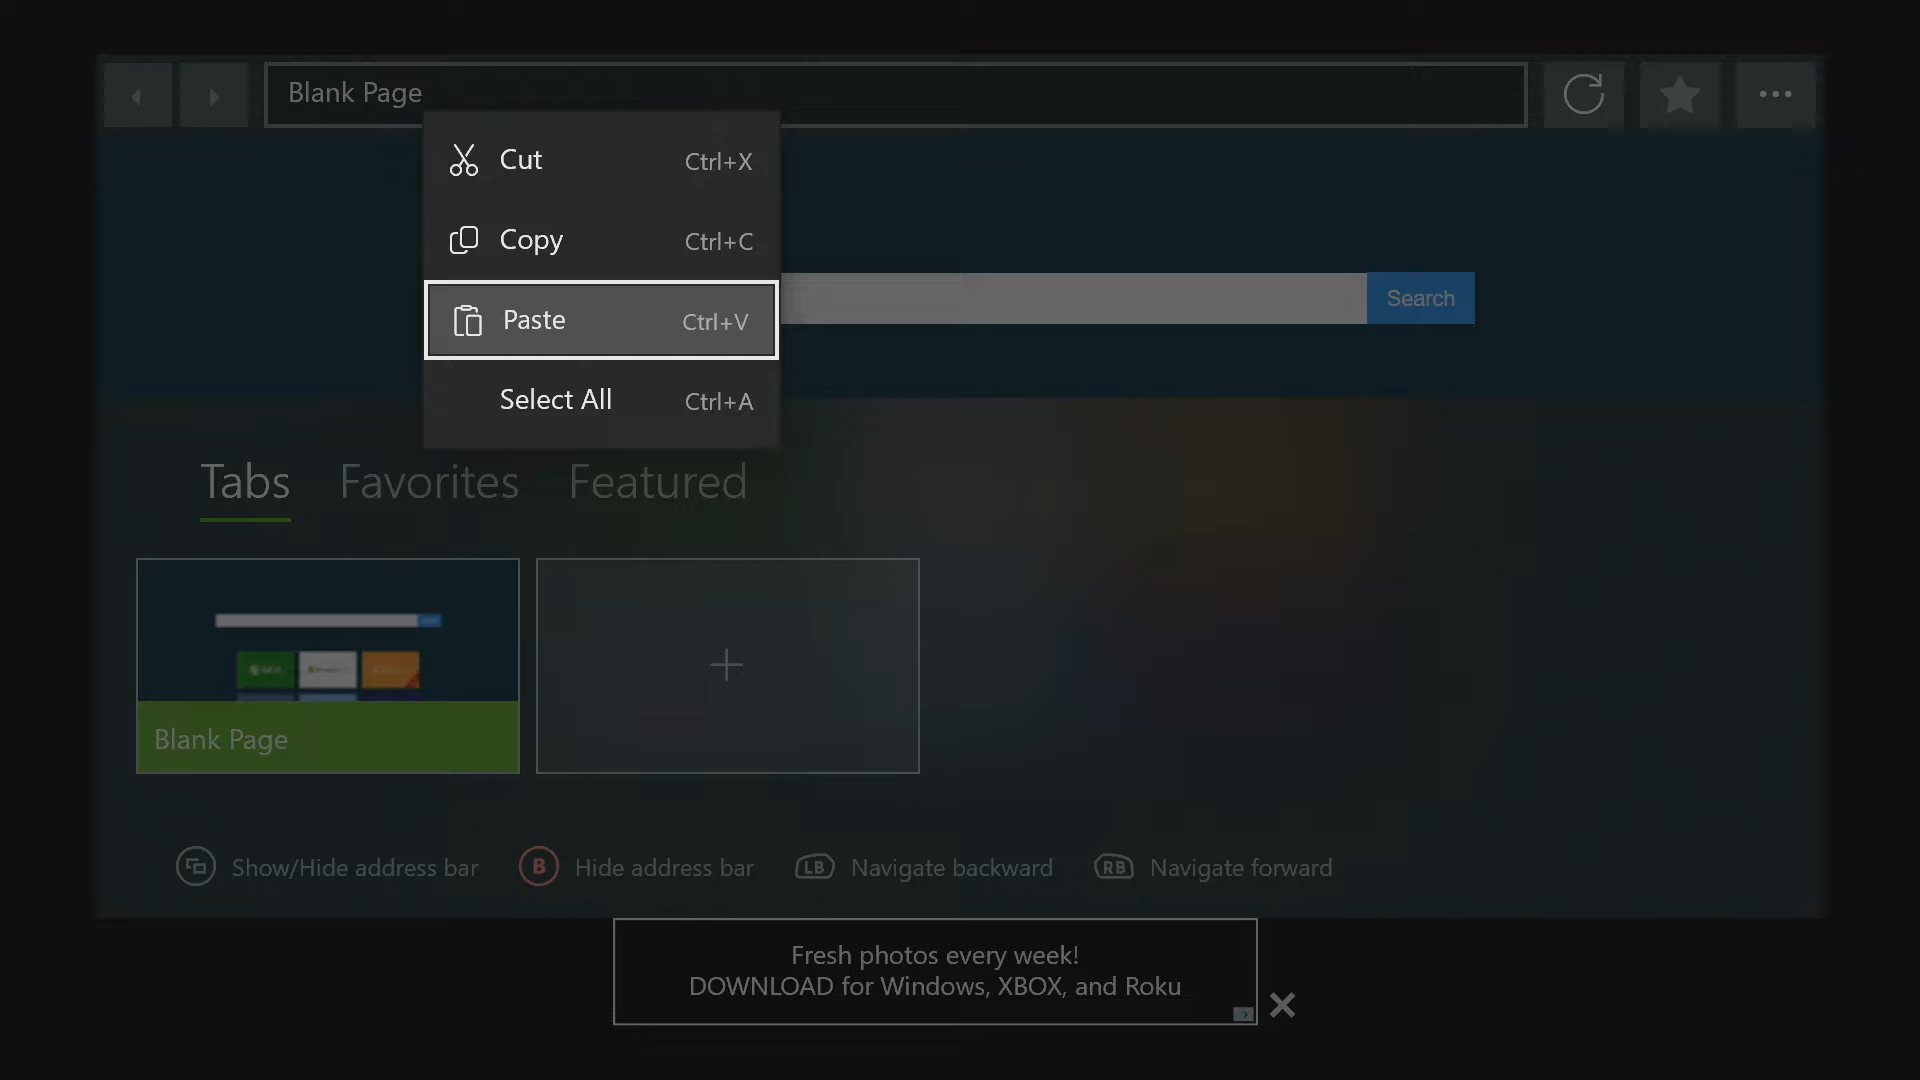 Blank Page
Cut Ctrl+X
Copy Ctrl+C
Paste Ctrl+V
Select All Ctrl+A
Search
Tabs Favorites Featured
Blank Page
Show/Hide address bar B Hide address bar LB Navigate backward RB Navigate forward
Fresh photos every week!
DOWNLOAD for Windows, XBOX, and Roku